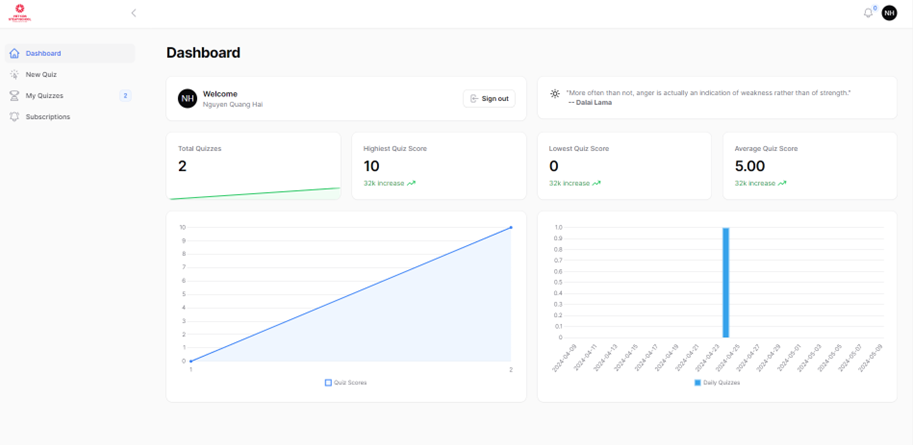 Dashboard
New Quiz
My Quizzes 2
Subscriptions
0 NH
Dashboard
NH Welcome
Nguyen Quang Hai
Sign out
"More often than not, anger is actually an indication of weakness rather than of strength."
-- Dalai Lama
Total Quizzes
2
Highest Quiz Score
10
32k increase
Lowest Quiz Score
0
32k increase
Average Quiz Score
5.00
32k increase
10
9
8
7
6
5
4
3
2
1
0
1 2
Quiz Scores
1.0
0.9
0.8
0.7
0.6
0.5
0.4
0.3
0.2
0.1
0
2024-04-09 2024-04-11 2024-04-13 2024-04-15 2024-04-17 2024-04-19 2024-04-21 2024-04-23 2024-04-25 2024-04-27 2024-04-29 2024-05-01 2024-05-03 2024-05-05 2024-05-07 2024-05-09
Daily Quizzes